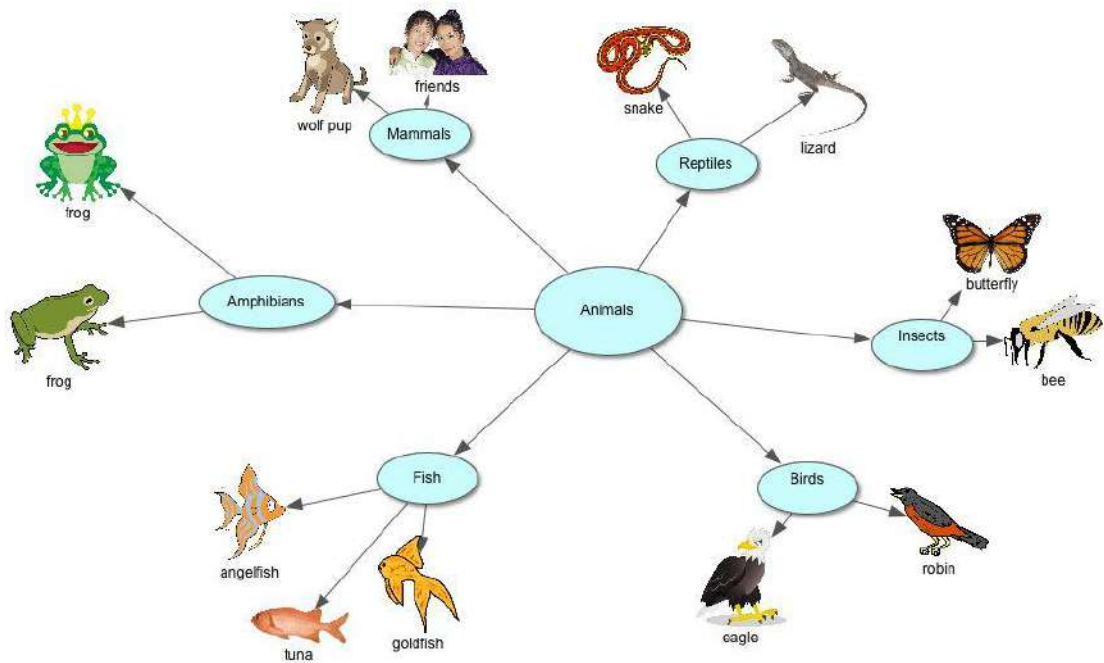 friends
snake
wolf pup
Mammals
lizard
Reptiles
frog
butterfly
Amphibians
Animals
Insects
frog
bee
Fish
Birds
angelfish
robin
eagle
goldfish
tuna